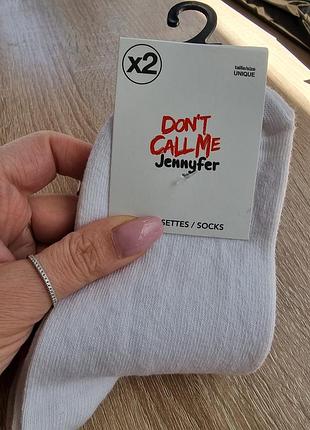 x2
taille/size
UNIQUE
DON'T
CALL ME
Jennyfer
SETTES / SOCKS